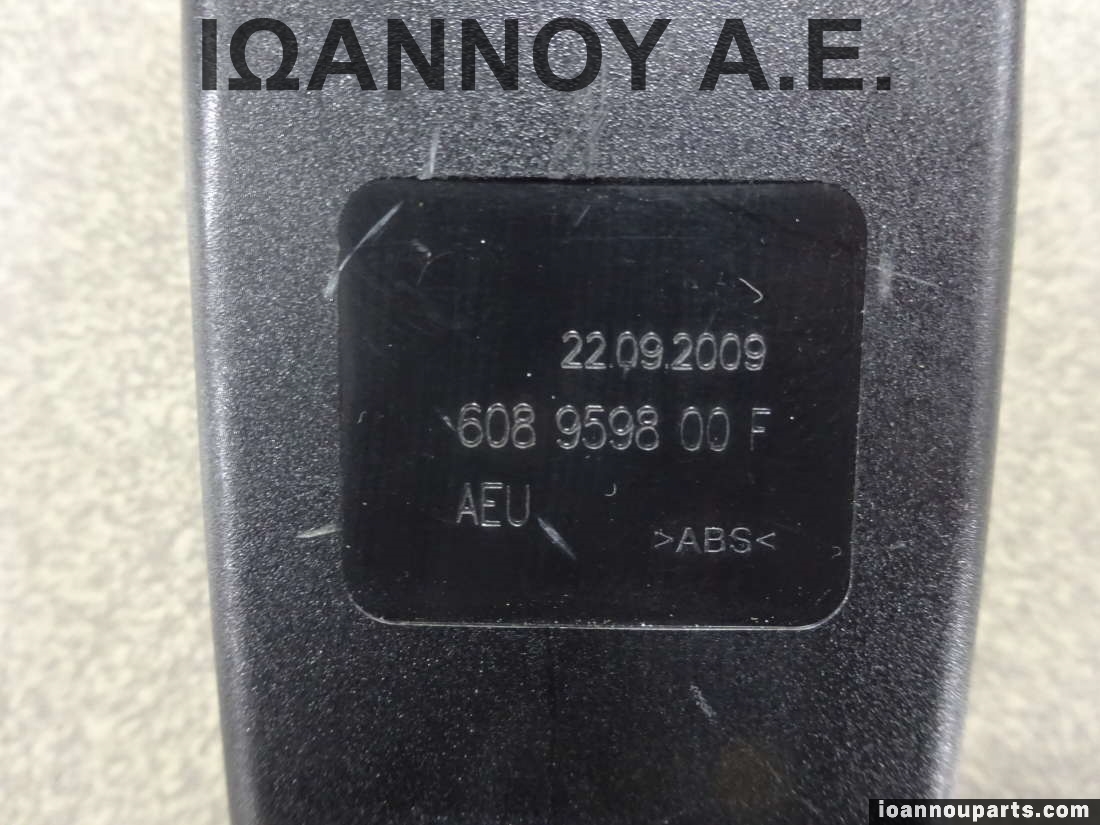 ΙΩΑΝΝΟΥ Α.Ε.
22.09.2009
608 9598 00 F
AEU
>ABS<
ioannouparts.com